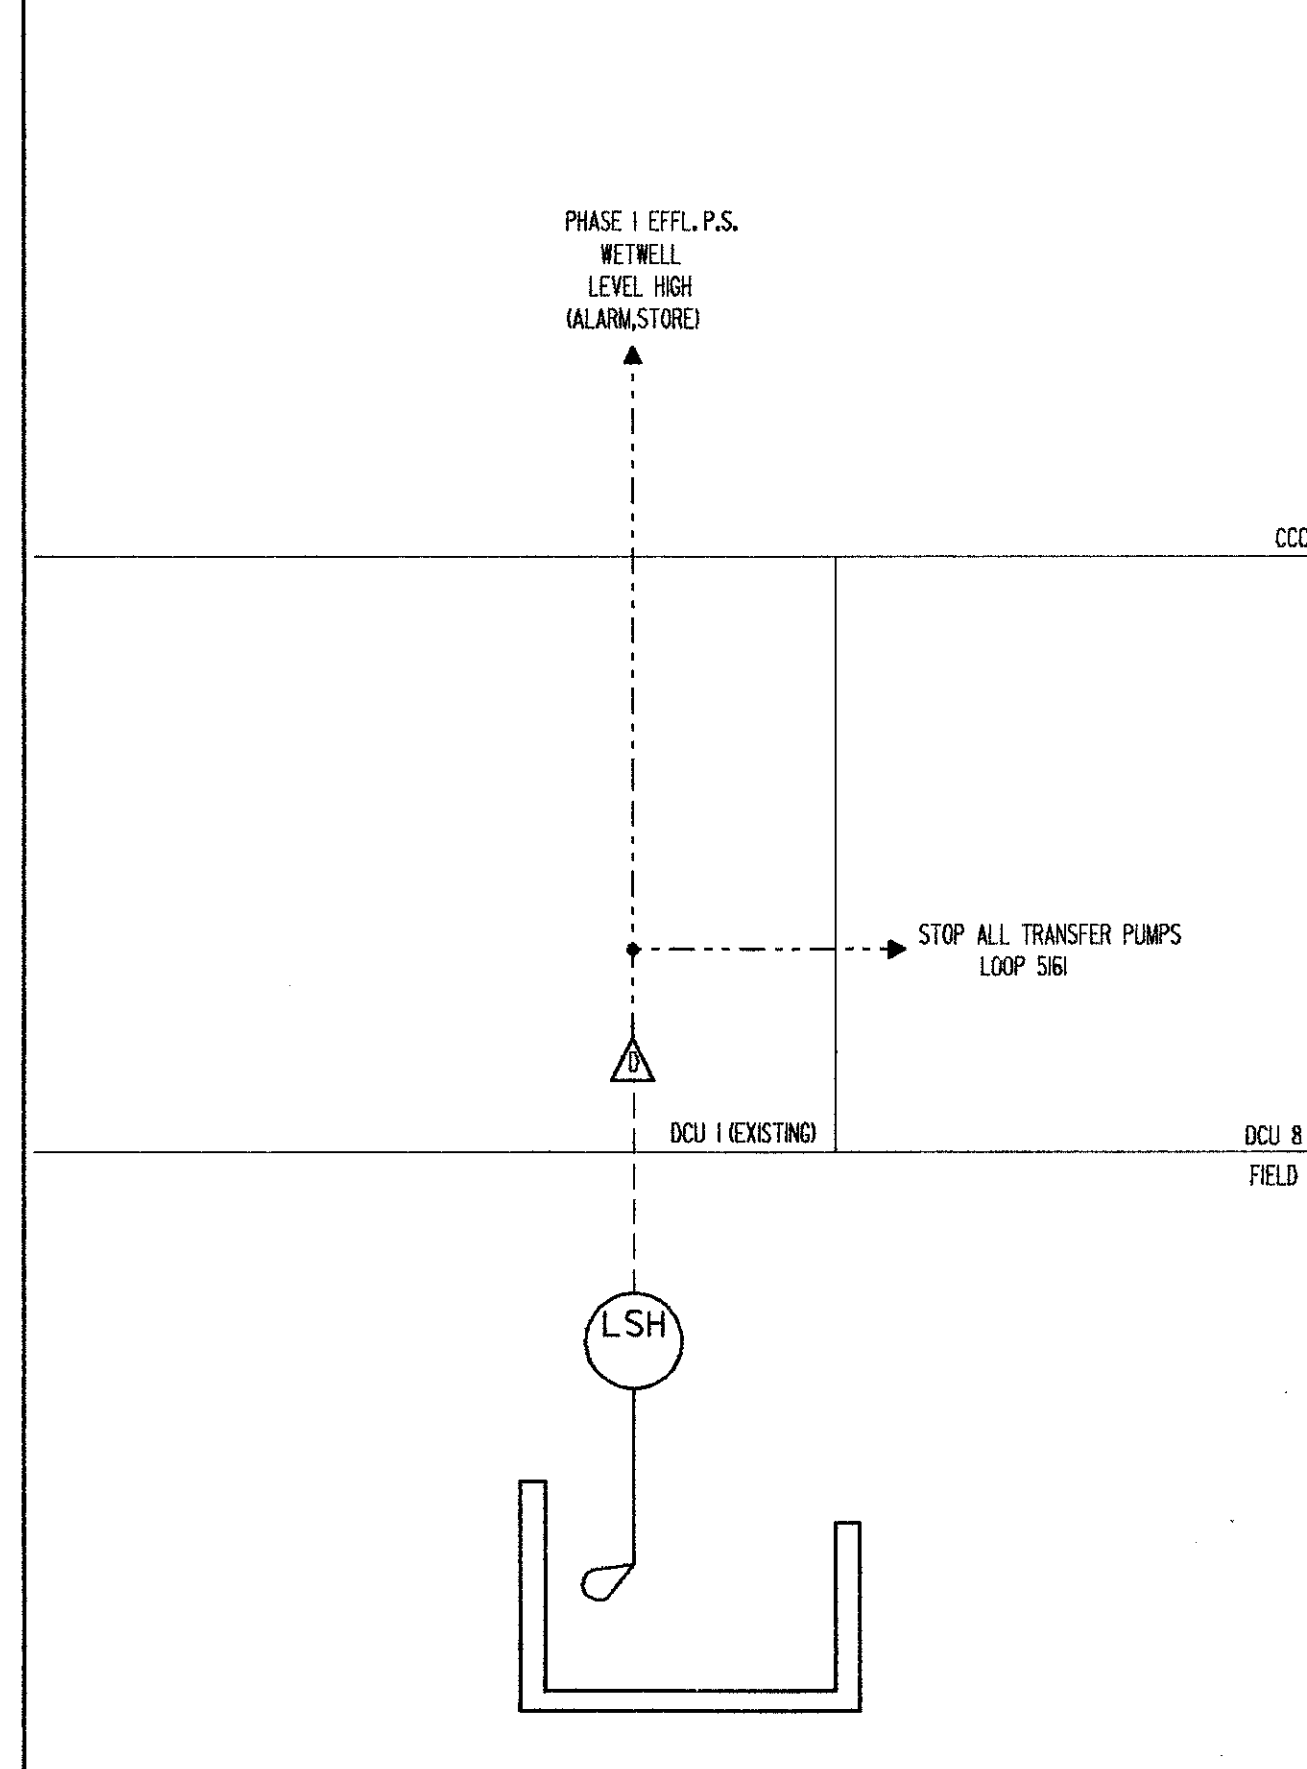 PHASE 1 EFFL. P.S.
WETWELL
LEVEL HIGH
(ALARM,STORE)
CCC
STOP ALL TRANSFER PUMPS
LOOP 5161
D
DCU 1 (EXISTING)
DCU 8
FIELD
LSH